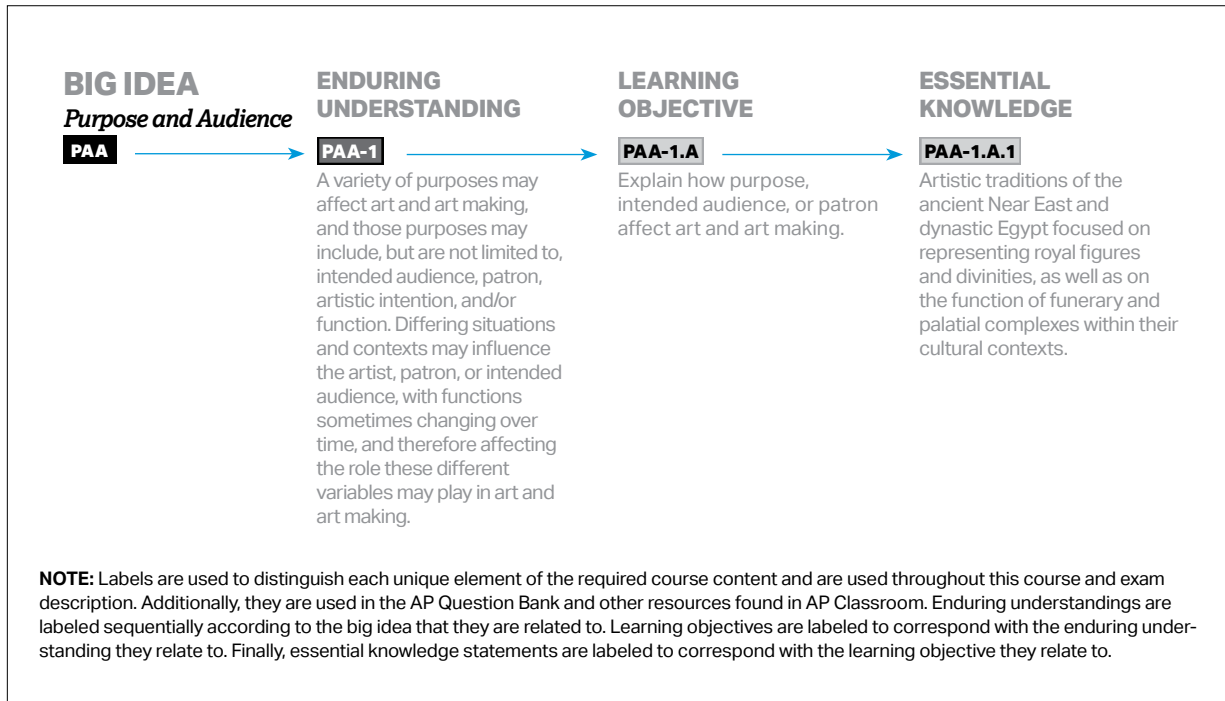 BIG IDEA
Purpose and Audience
PAA
ENDURING
UNDERSTANDING
PAA-1
A variety of purposes may
affect art and art making,
and those purposes may
include, but are not limited to,
intended audience, patron,
artistic intention, and/or
function. Differing situations
and contexts may influence
the artist, patron, or intended
audience, with functions
sometimes changing over
time, and therefore affecting
the role these different
variables may play in art and
art making.
LEARNING
OBJECTIVE
PAA-1.A
Explain how purpose,
intended audience, or patron
affect art and art making.
ESSENTIAL
KNOWLEDGE
PAA-1.A.1
Artistic traditions of the
ancient Near East and
dynastic Egypt focused on
representing royal figures
and divinities, as well as on
the function of funerary and
palatial complexes within their
cultural contexts.
NOTE: Labels are used to distinguish each unique element of the required course content and are used throughout this course and exam
description. Additionally, they are used in the AP Question Bank and other resources found in AP Classroom. Enduring understandings are
labeled sequentially according to the big idea that they are related to. Learning objectives are labeled to correspond with the enduring under-
standing they relate to. Finally, essential knowledge statements are labeled to correspond with the learning objective they relate to.